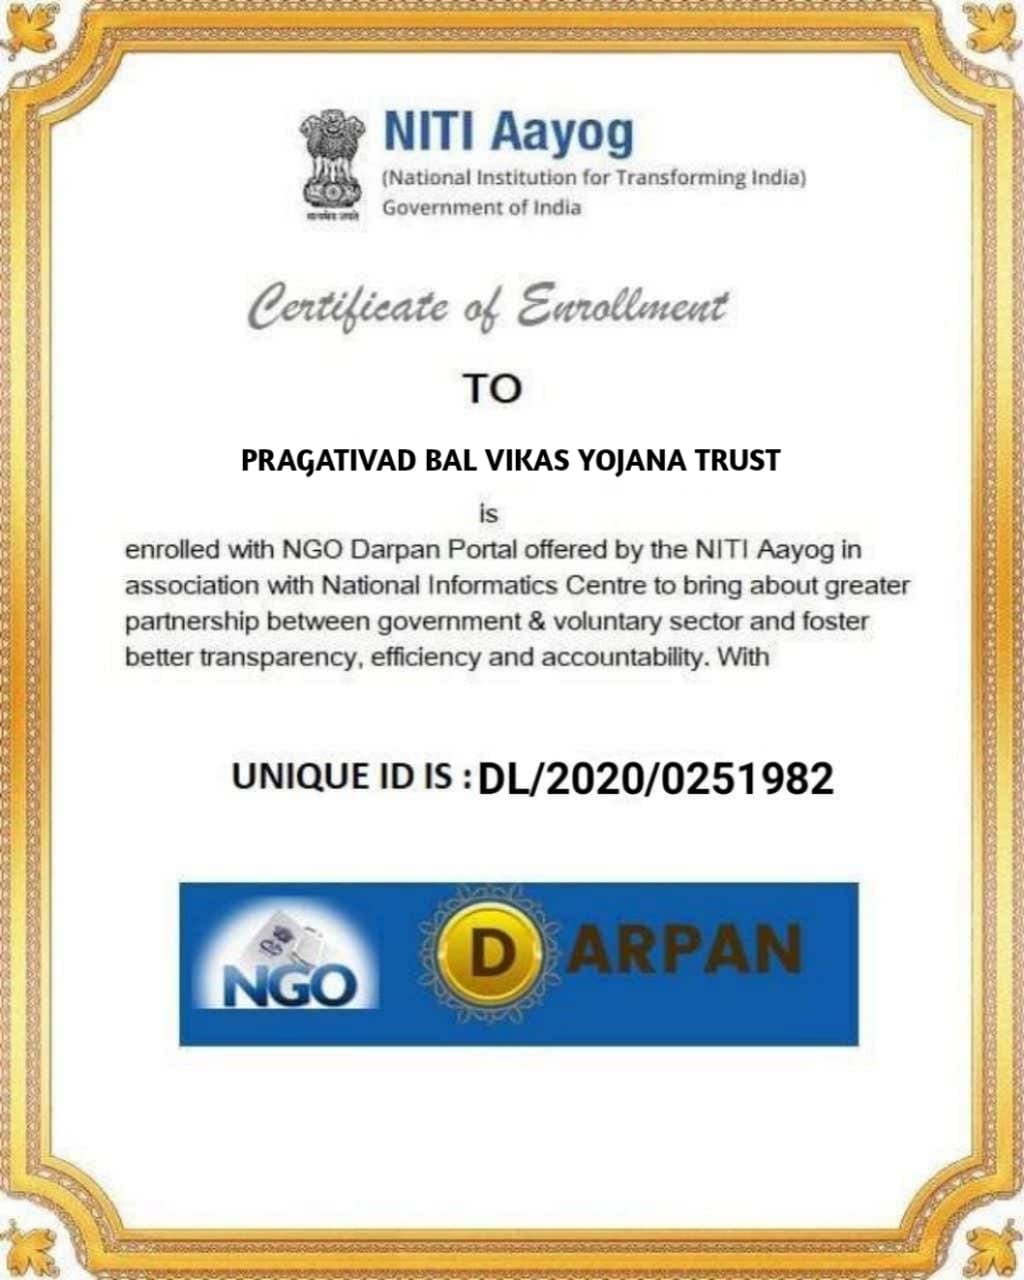 NITI Aayog
(National Institution for Transforming India)
Government of India
सत्यमेव जयते
Certificate of Enrollment
TO
PRAGATIVAD BAL VIKAS YOJANA TRUST
is
enrolled with NGO Darpan Portal offered by the NITI Aayog in
association with National Informatics Centre to bring about greater
partnership between government & voluntary sector and foster
better transparency, efficiency and accountability. With
UNIQUE ID IS : DL/2020/0251982
NGO DARPAN